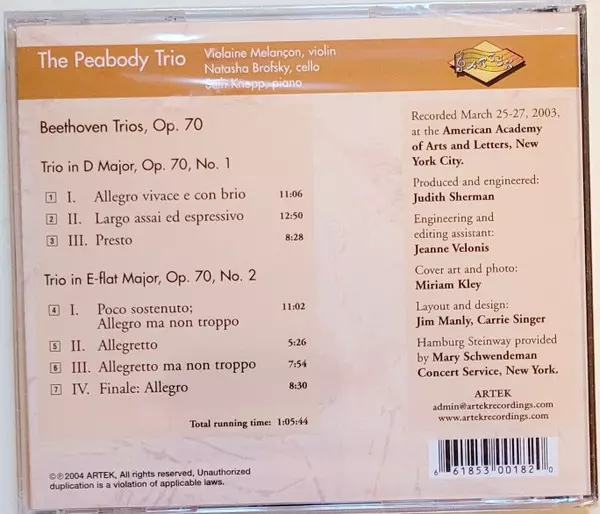 The Peabody Trio
Violaine Melançon, violin
Natasha Brofsky, cello
Seth Knopp, piano
ARTEK
Beethoven Trios, Op. 70
Trio in D Major, Op. 70, No. 1
1 I. Allegro vivace e con brio 11:06
2 II. Largo assai ed espressivo 12:50
3 III. Presto 8:28
Trio in E-flat Major, Op. 70, No. 2
4 I. Poco sostenuto; 11:02
Allegro ma non troppo
5 II. Allegretto 5:26
6 III. Allegretto ma non troppo 7:54
7 IV. Finale: Allegro 8:30
Total running time: 1:05:44
©℗2004 ARTEK, All rights reserved, Unauthorized
duplication is a violation of applicable laws.
Recorded March 25-27, 2003,
at the American Academy
of Arts and Letters, New
York City.
Produced and engineered:
Judith Sherman
Engineering and
editing assistant:
Jeanne Velonis
Cover art and photo:
Miriam Kley
Layout and design:
Jim Manly, Carrie Singer
Hamburg Steinway provided
by Mary Schwendeman
Concert Service, New York.
ARTEK
admin@artekrecordings.com
www.artekrecordings.com
6 61853 00182 0